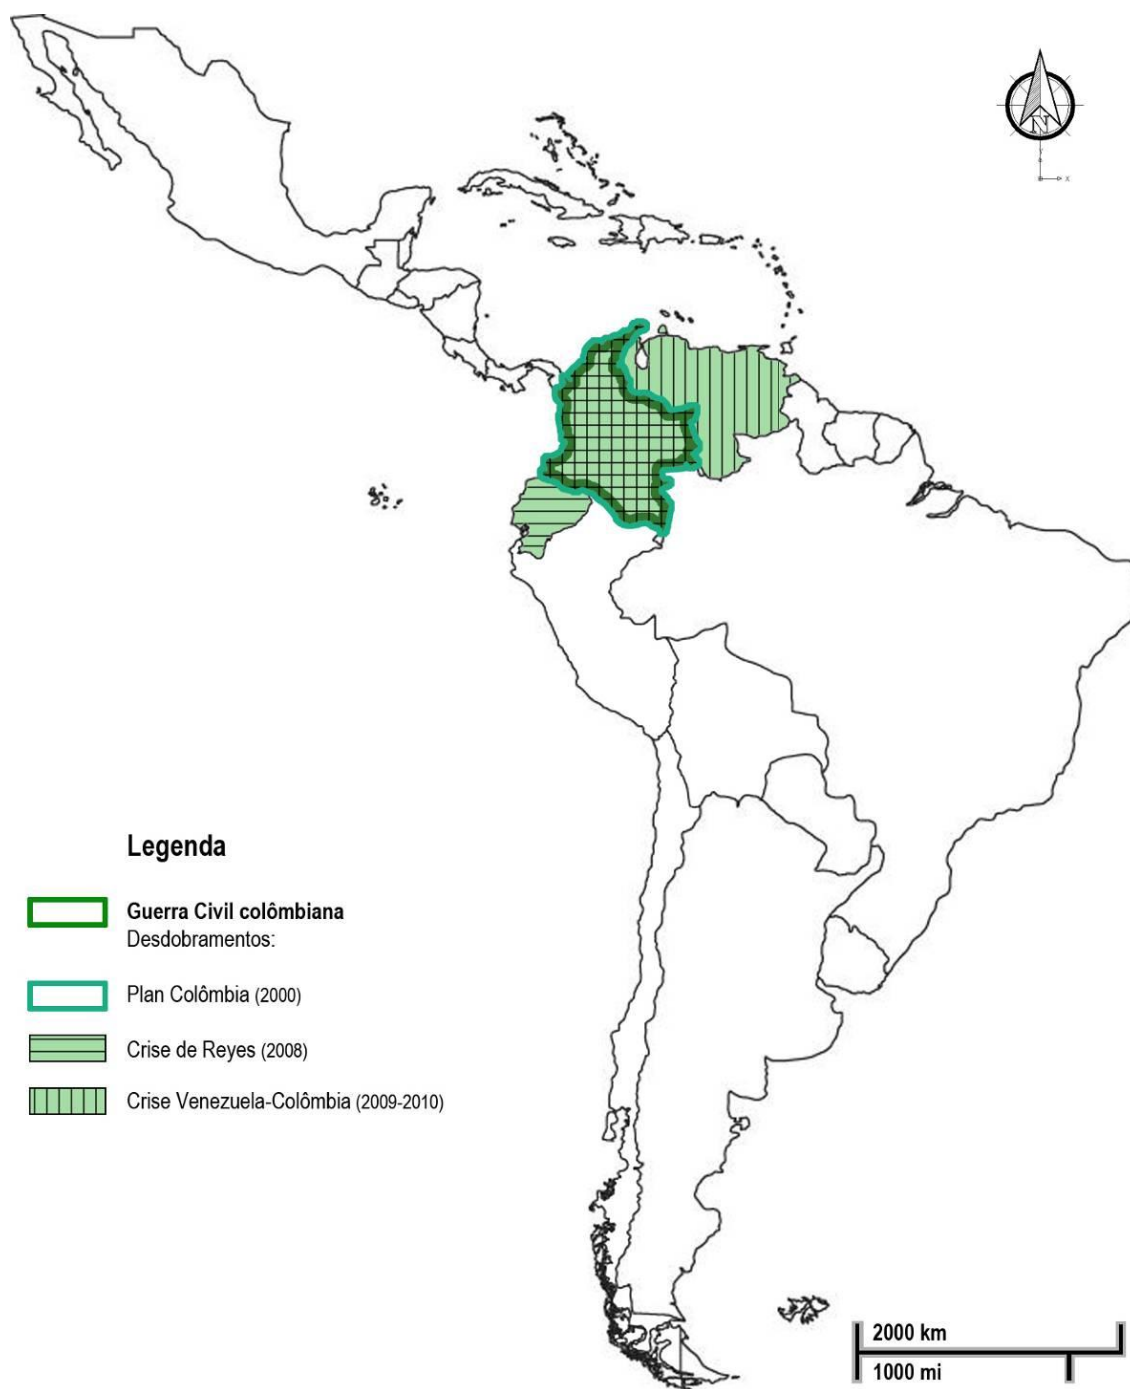 N
Y
X
Legenda
Guerra Civil colômbiana
Desdobramentos:
Plan Colômbia (2000)
Crise de Reyes (2008)
Crise Venezuela-Colômbia (2009-2010)
2000 km
1000 mi